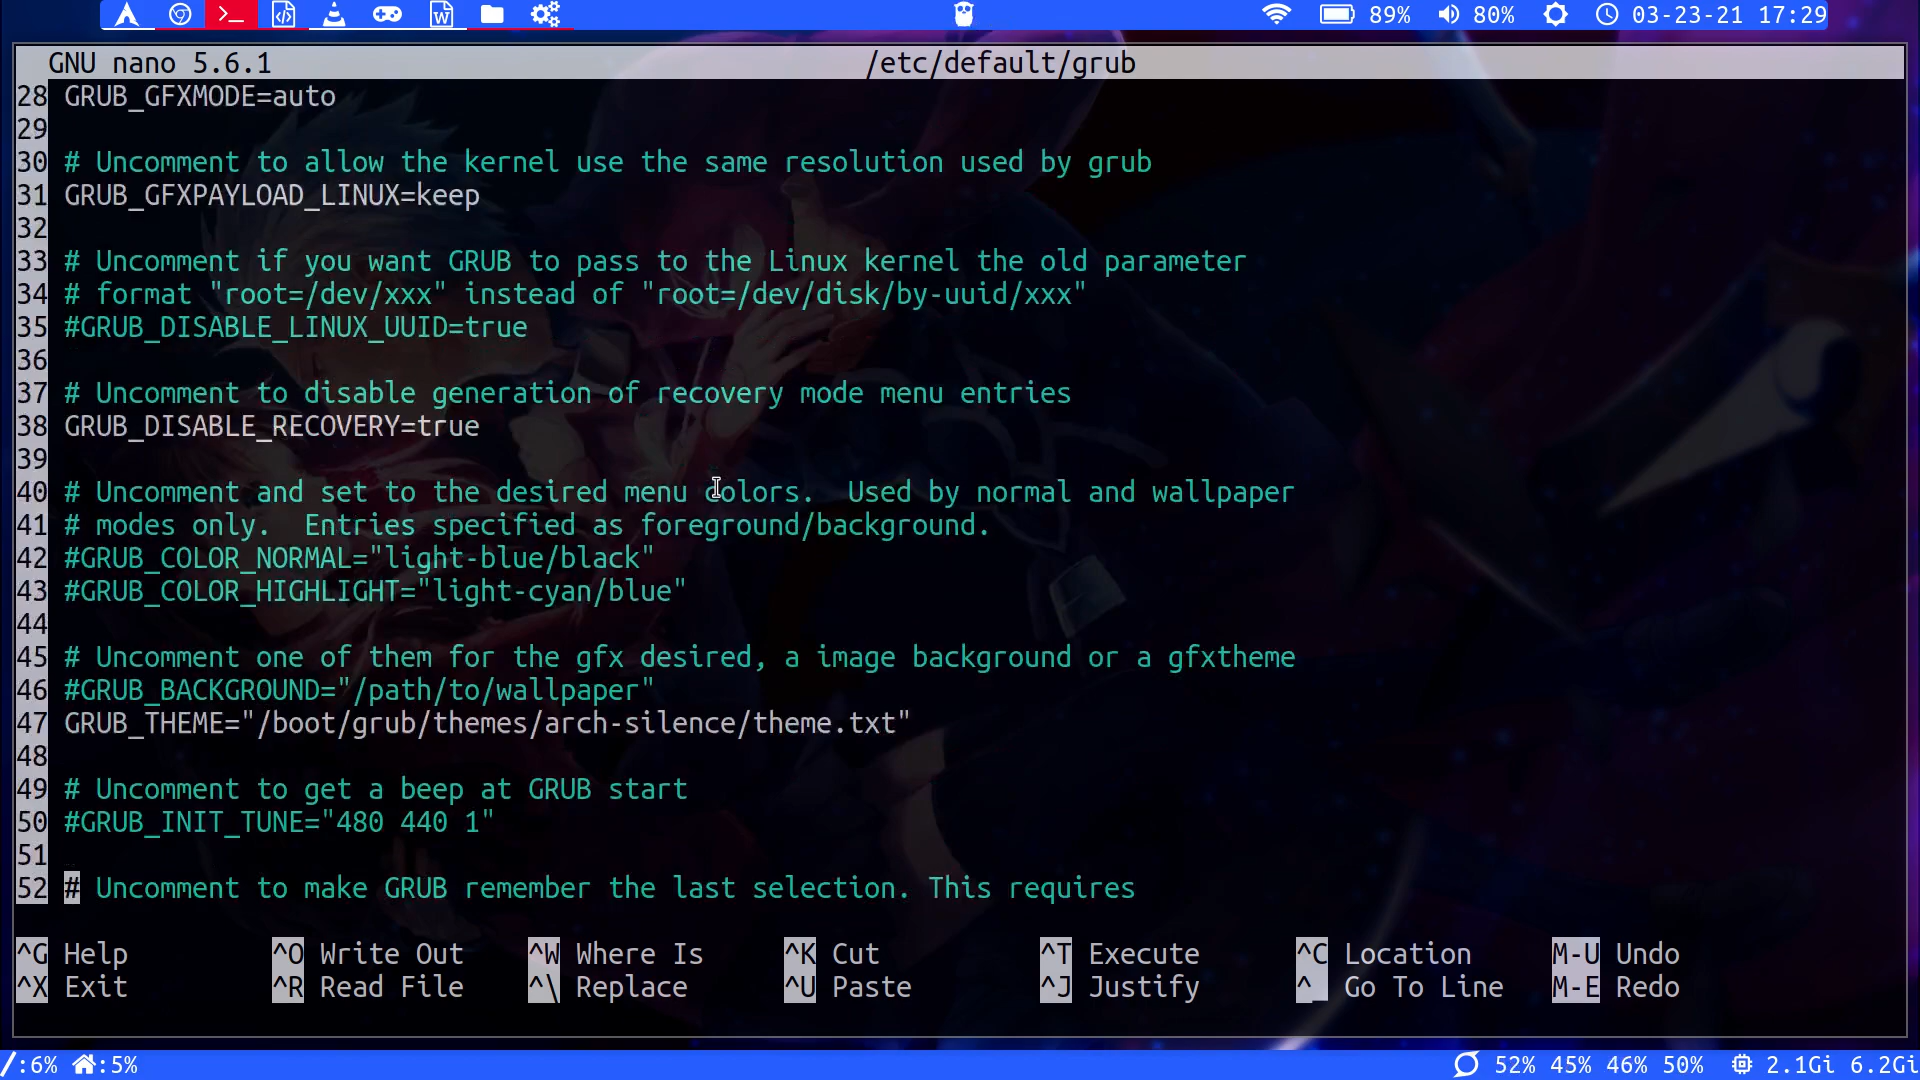 89% 80% 03-23-21 17:29
GNU nano 5.6.1 /etc/default/grub
28 GRUB_GFXMODE=auto
29
30 # Uncomment to allow the kernel use the same resolution used by grub
31 GRUB_GFXPAYLOAD_LINUX=keep
32
33 # Uncomment if you want GRUB to pass to the Linux kernel the old parameter
34 # format "root=/dev/xxx" instead of "root=/dev/disk/by-uuid/xxx"
35 #GRUB_DISABLE_LINUX_UUID=true
36
37 # Uncomment to disable generation of recovery mode menu entries
38 GRUB_DISABLE_RECOVERY=true
39
40 # Uncomment and set to the desired menu colors.  Used by normal and wallpaper
41 # modes only.  Entries specified as foreground/background.
42 #GRUB_COLOR_NORMAL="light-blue/black"
43 #GRUB_COLOR_HIGHLIGHT="light-cyan/blue"
44
45 # Uncomment one of them for the gfx desired, a image background or a gfxtheme
46 #GRUB_BACKGROUND="/path/to/wallpaper"
47 GRUB_THEME="/boot/grub/themes/arch-silence/theme.txt"
48
49 # Uncomment to get a beep at GRUB start
50 #GRUB_INIT_TUNE="480 440 1"
51
52 # Uncomment to make GRUB remember the last selection. This requires
^G Help ^O Write Out ^W Where Is ^K Cut ^T Execute ^C Location M-U Undo
^X Exit ^R Read File ^\ Replace ^U Paste ^J Justify ^_ Go To Line M-E Redo
/:6% :5% 52% 45% 46% 50% 2.1Gi 6.2Gi